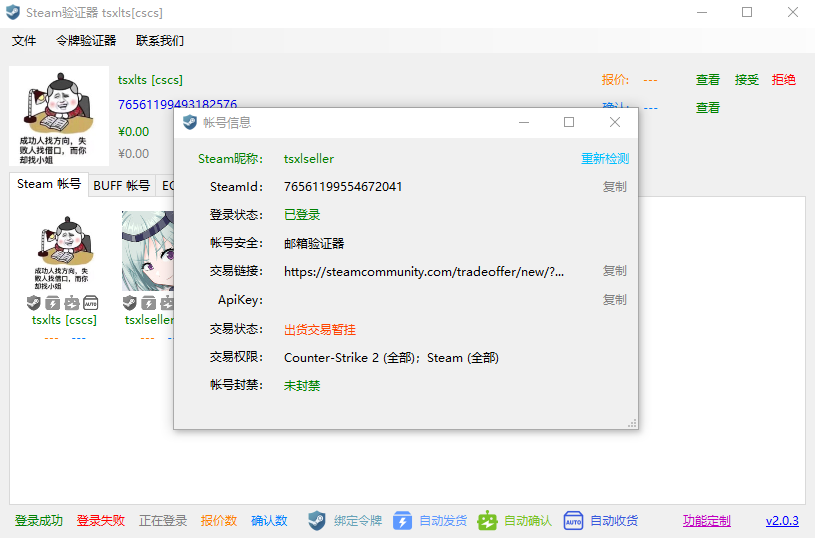 Steam验证器 tsxlts[cscs]
文件 令牌验证器 联系我们
tsxlts [cscs]
报价: --- 查看 接受 拒绝
76561199493182576
确认: --- 查看
¥0.00
¥0.00
成功人找方向，失
败人找借口，而你
却找小姐
Steam 帐号 BUFF 帐号
帐号信息
Steam昵称: tsxlseller 重新检测
SteamId: 76561199554672041 复制
登录状态: 已登录
帐号安全: 邮箱验证器
交易链接: https://steamcommunity.com/tradeoffer/new/?... 复制
ApiKey: 复制
交易状态: 出货交易暂挂
交易权限: Counter-Strike 2 (全部)；Steam (全部)
帐号封禁: 未封禁
成功人找方向，失
败人找借口，而你
却找小姐
AUTO
tsxlts [cscs] tsxlseller
--- --- ---
登录成功 登录失败 正在登录 报价数 确认数 绑定令牌 自动发货 自动确认 AUTO 自动收货 功能定制 v2.0.3